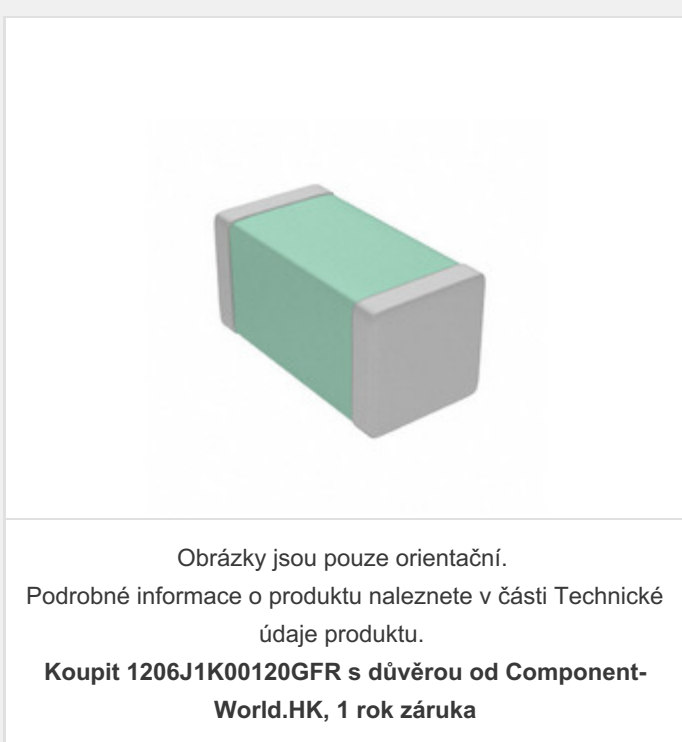 Obrázky jsou pouze orientační.
Podrobné informace o produktu naleznete v části Technické
údaje produktu.
Koupit 1206J1K00120GFR s důvěrou od Component-
World.HK, 1 rok záruka